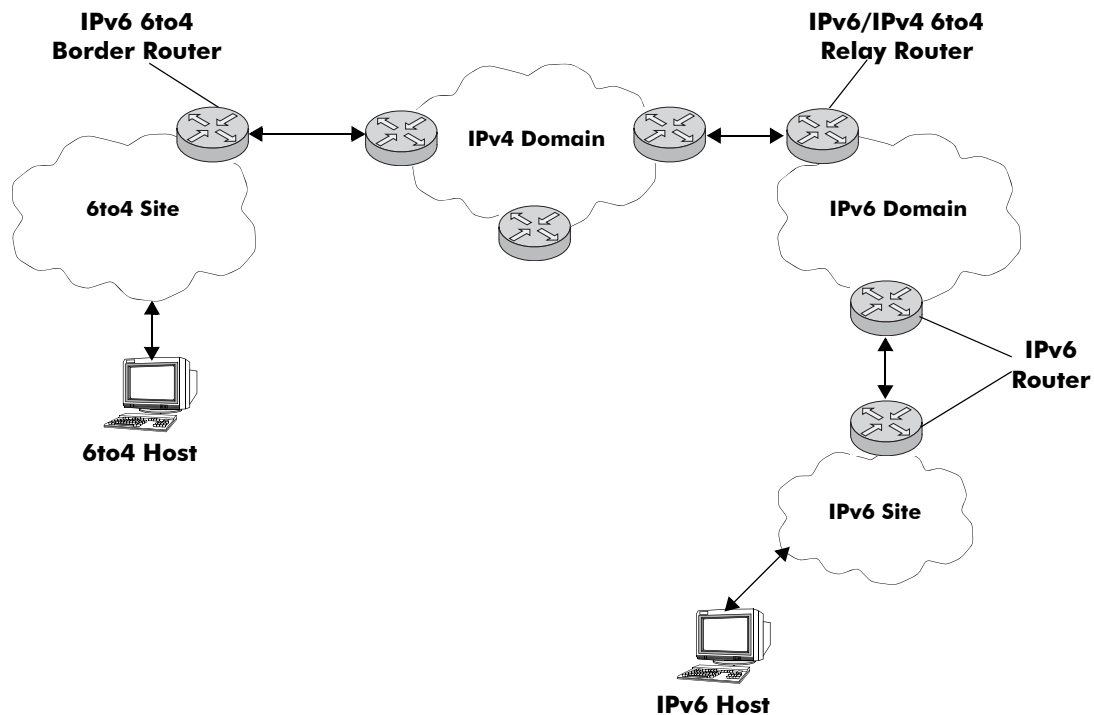 IPv6 6to4
Border Router
IPv6/IPv4 6to4
Relay Router
IPv4 Domain
6to4 Site
IPv6 Domain
IPv6
Router
6to4 Host
IPv6 Site
IPv6 Host